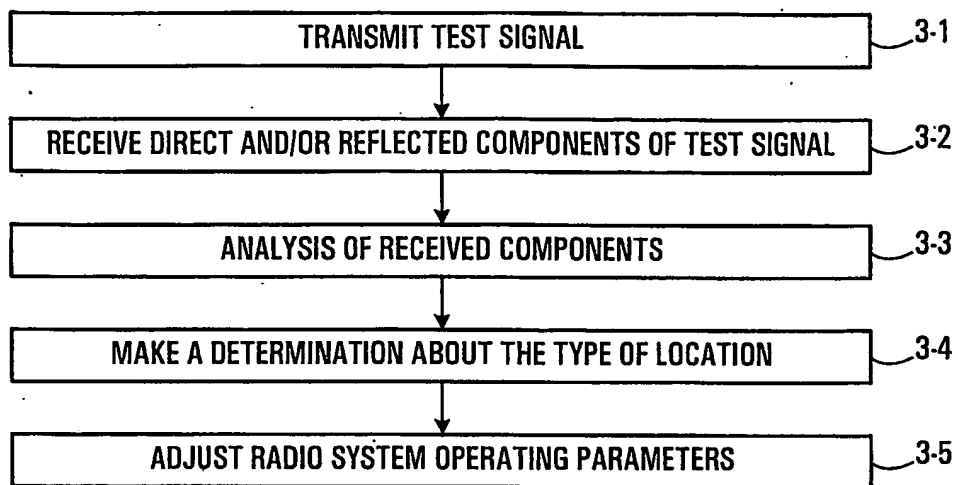 TRANSMIT TEST SIGNAL 3-1
RECEIVE DIRECT AND/OR REFLECTED COMPONENTS OF TEST SIGNAL 3-2
ANALYSIS OF RECEIVED COMPONENTS 3-3
MAKE A DETERMINATION ABOUT THE TYPE OF LOCATION 3-4
ADJUST RADIO SYSTEM OPERATING PARAMETERS 3-5